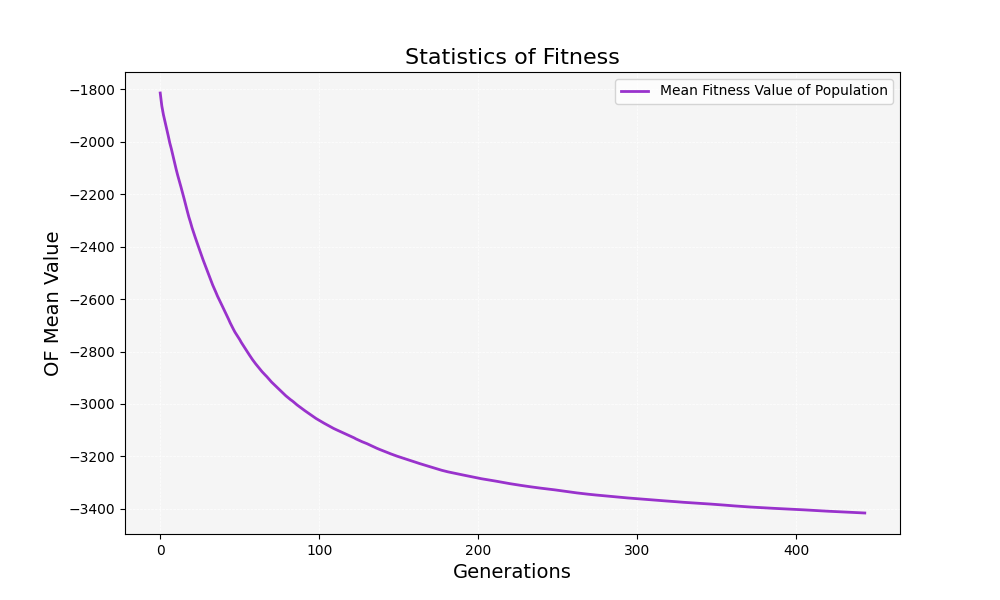 Statistics of Fitness
Mean Fitness Value of Population
OF Mean Value
−1800
−2000
−2200
−2400
−2600
−2800
−3000
−3200
−3400
0 100 200 300 400
Generations